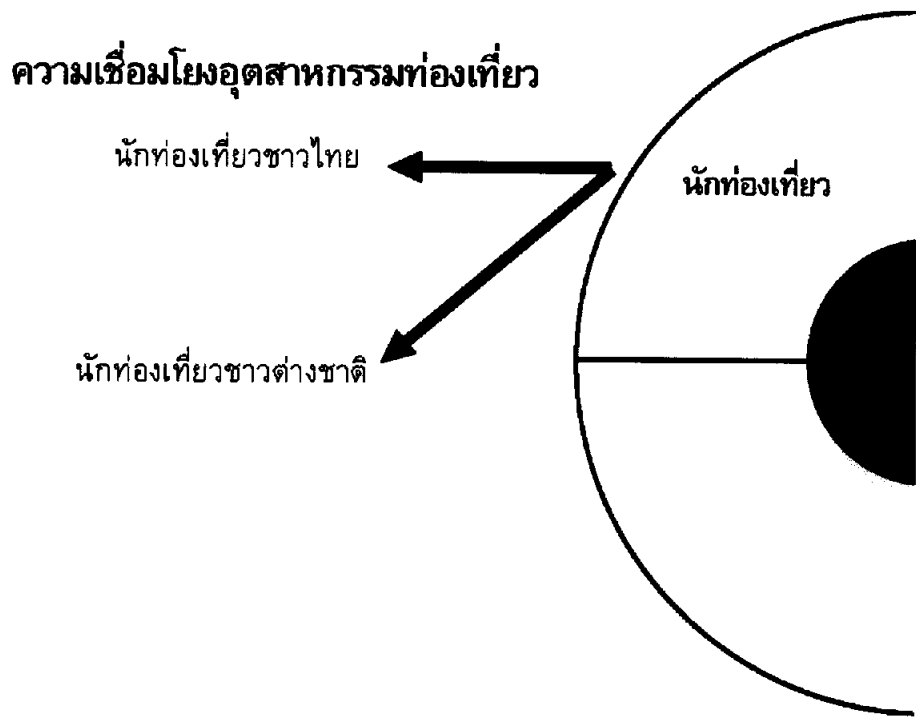 ความเชื่อมโยงอุตสาหกรรมท่องเที่ยว
นักท่องเที่ยวชาวไทย
นักท่องเที่ยว
นักท่องเที่ยวชาวต่างชาติ